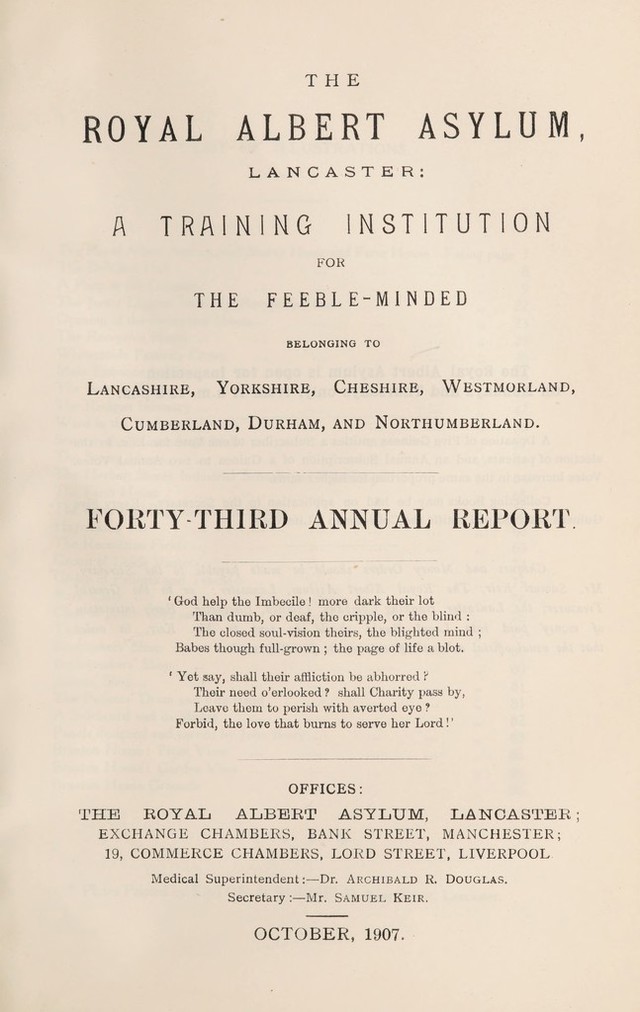 THE
ROYAL ALBERT ASYLUM,
LANCASTER:
A TRAINING INSTITUTION
FOR
THE FEEBLE-MINDED
BELONGING TO
LANCASHIRE, YORKSHIRE, CHESHIRE, WESTMORLAND,
CUMBERLAND, DURHAM, AND NORTHUMBERLAND.
FORTY-THIRD ANNUAL REPORT.
‘ God help the Imbecile ! more dark their lot
Than dumb, or deaf, the cripple, or the blind :
The closed soul-vision theirs, the blighted mind ;
Babes though full-grown ; the page of life a blot.
‘ Yet say, shall their affliction be abhorred ?
Their need o’erlooked ? shall Charity pass by,
Leave them to perish with averted eye ?
Forbid, the love that burns to serve her Lord ! ’
OFFICES:
THE ROYAL ALBERT ASYLUM, LANCASTER;
EXCHANGE CHAMBERS, BANK STREET, MANCHESTER;
19, COMMERCE CHAMBERS, LORD STREET, LIVERPOOL
Medical Superintendent:—Dr. ARCHIBALD R. DOUGLAS.
Secretary :—Mr. SAMUEL KEIR.
OCTOBER, 1907.